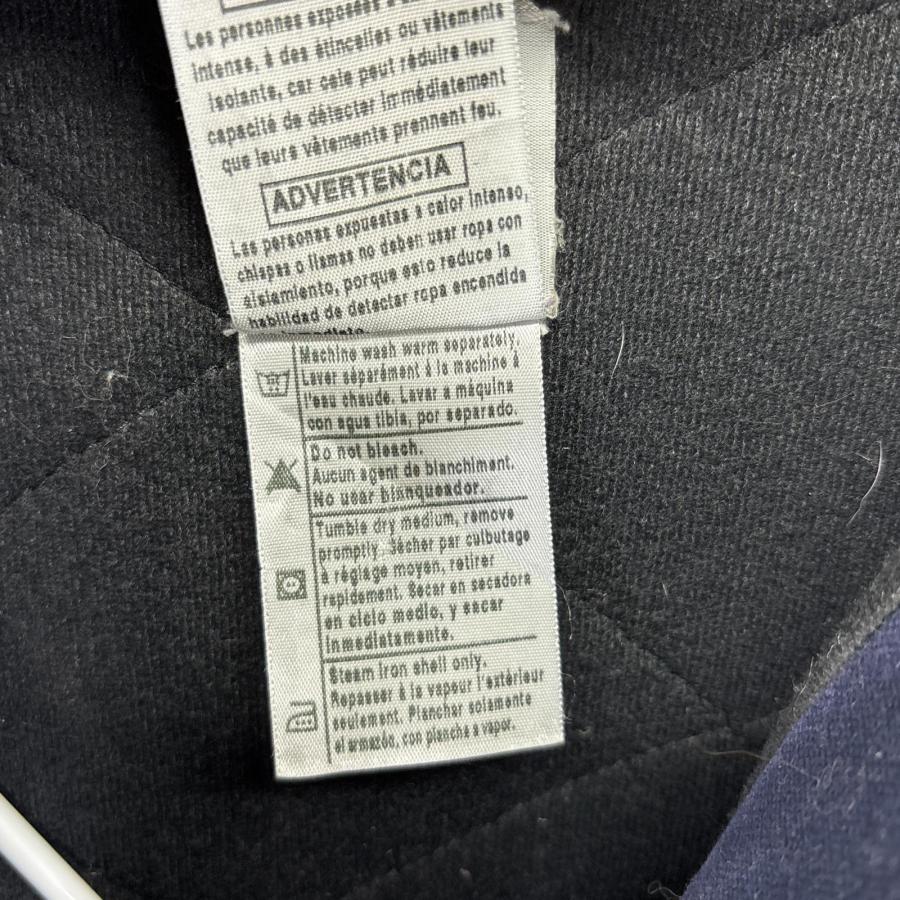 Les personnes exposées à
intense, à des étincelles ou vêtements
isolante, car cela peut réduire leur
capacité de détecter immédiatement
que leurs vêtements prennent feu.
ADVERTENCIA
Las personas expuestas a calor intenso,
chispas o llamas no deben usar ropa con
aislamiento, porque esto reduce la
habilidad de detectar ropa encendida
Machine wash warm separately.
Laver séparément à la machine à
l'eau chaude. Lavar a máquina
con agua tibia, por separado.
Do not bleach.
Aucun agent de blanchiment.
No usar blanqueador.
Tumble dry medium, remove
promptly. Sécher par culbutage
à réglage moyen, retirer
rapidement. Secar en secadora
en ciclo medio, y sacar
inmediatamente.
Steam iron shell only.
Repasser à la vapeur l'extérieur
seulement. Planchar solamente
el armazón, con plancha a vapor.